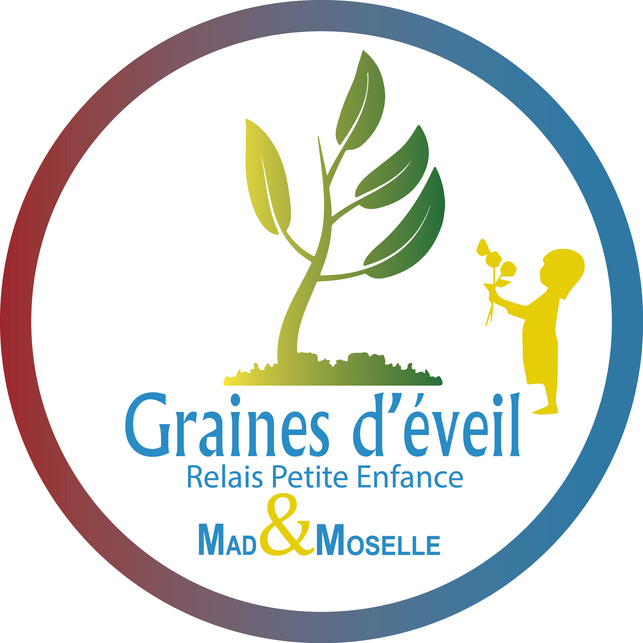 Graines d'éveil
Relais Petite Enfance
MAD & MOSELLE